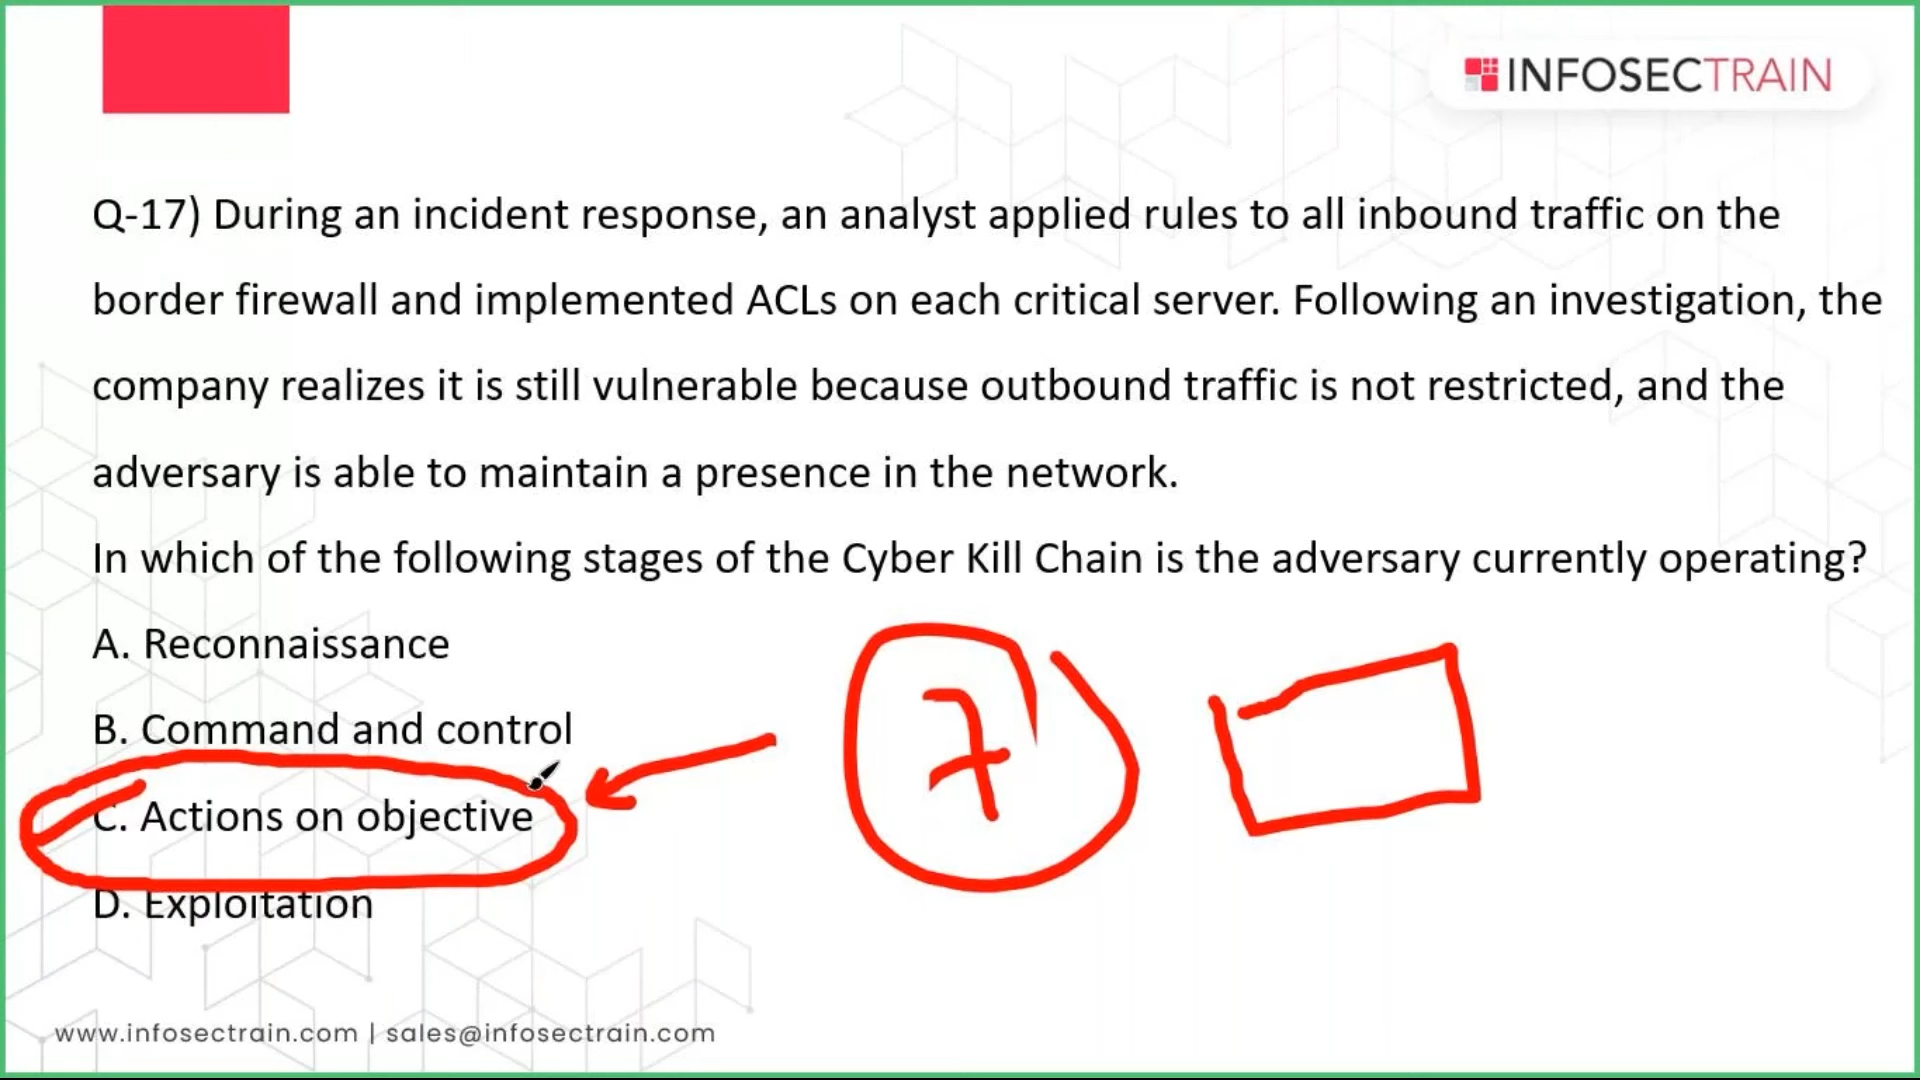 INFOSECTRAIN
Q-17) During an incident response, an analyst applied rules to all inbound traffic on the
border firewall and implemented ACLs on each critical server. Following an investigation, the
company realizes it is still vulnerable because outbound traffic is not restricted, and the
adversary is able to maintain a presence in the network.
In which of the following stages of the Cyber Kill Chain is the adversary currently operating?
A. Reconnaissance
B. Command and control
7
C. Actions on objective
D. Exploitation
www.infosectrain.com | sales@infosectrain.com